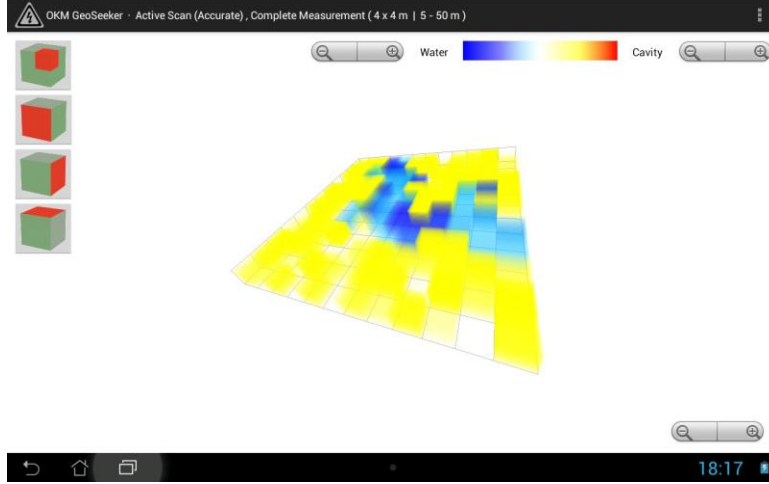 OKM GeoSeeker · Active Scan (Accurate) , Complete Measurement ( 4 x 4 m | 5 - 50 m )
Water
Cavity
18:17